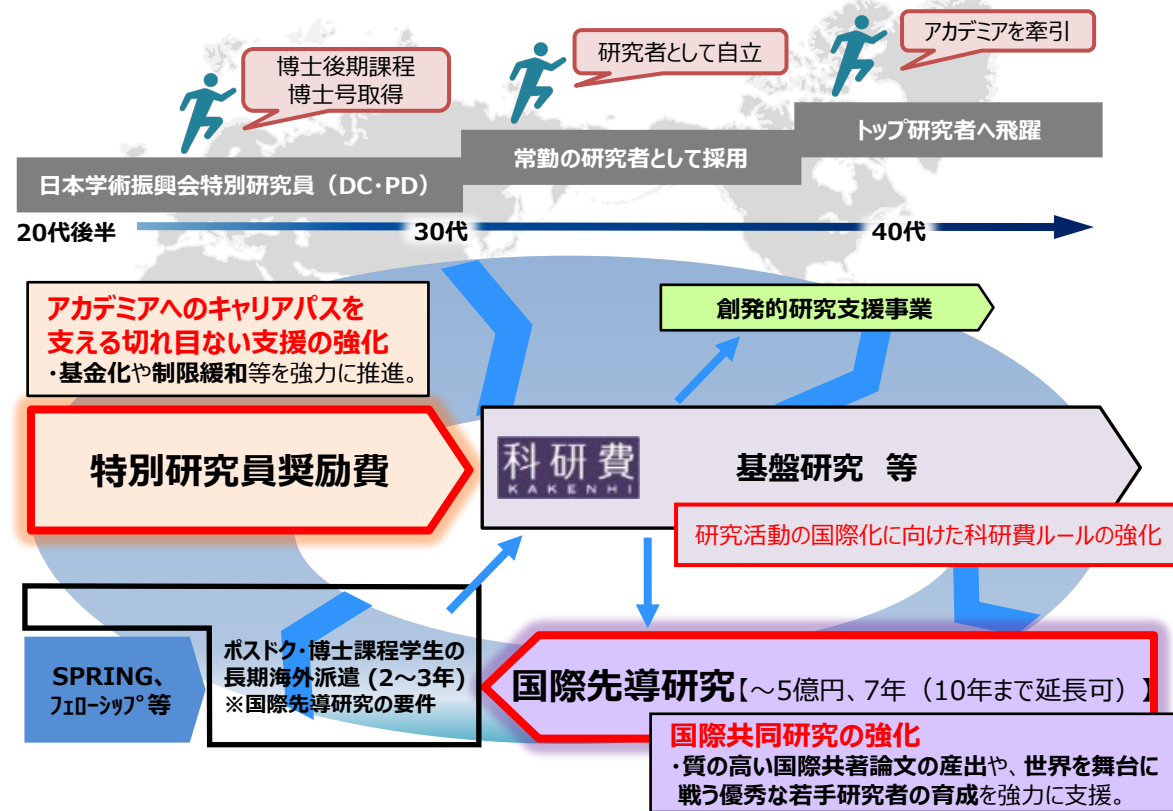 博士後期課程
博士号取得
研究者として自立
アカデミアを牽引
日本学術振興会特別研究員（DC・PD）
常勤の研究者として採用
トップ研究者へ飛躍
20代後半
30代
40代
アカデミアへのキャリアパスを
支える切れ目ない支援の強化
・基金化や制限緩和等を強力に推進。
創発的研究支援事業
特別研究員奨励費
科研費
KAKENHI
基盤研究 等
研究活動の国際化に向けた科研費ルールの強化
SPRING、
ﾌｪﾛｰｼｯﾌﾟ等
ポスドク・博士課程学生の
長期海外派遣 (2～3年)
※国際先導研究の要件
国際先導研究【～5億円、7年（10年まで延長可）】
国際共同研究の強化
・質の高い国際共著論文の産出や、世界を舞台に
戦う優秀な若手研究者の育成を強力に支援。